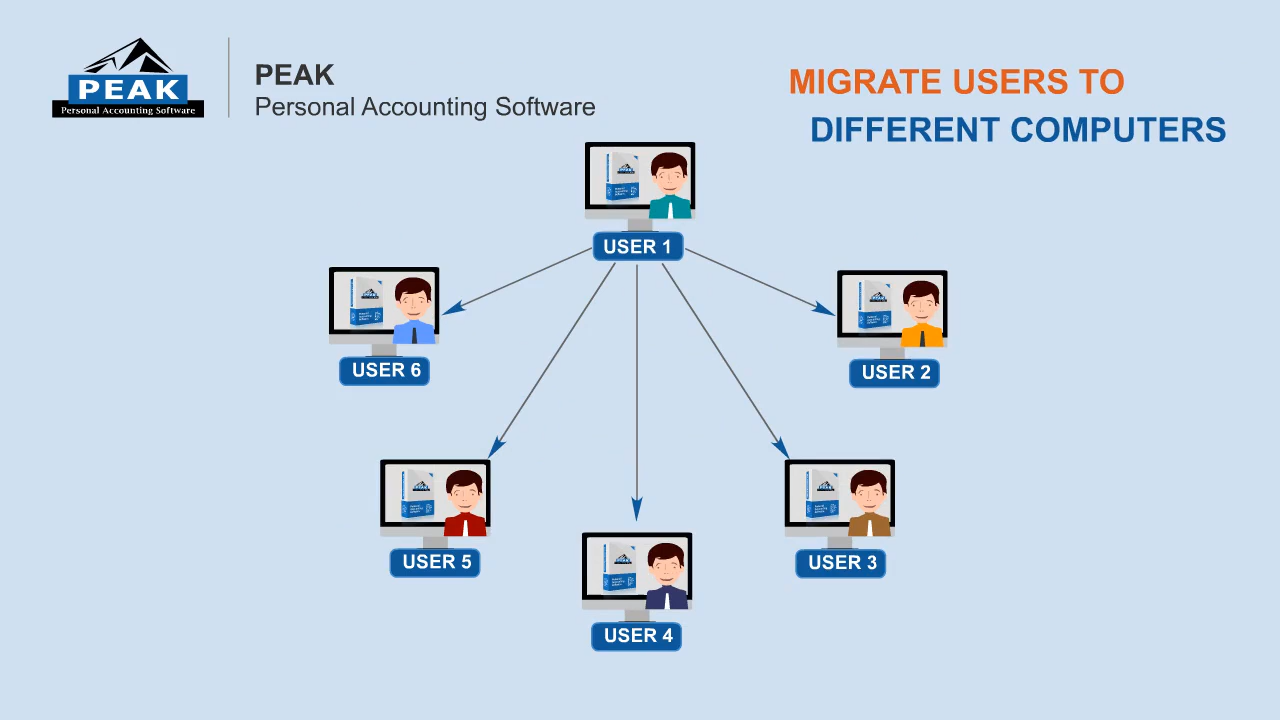 PEAK
Personal Accounting Software
PEAK
Personal Accounting Software
MIGRATE USERS TO
DIFFERENT COMPUTERS
USER 1
USER 6
USER 2
USER 5
USER 3
USER 4